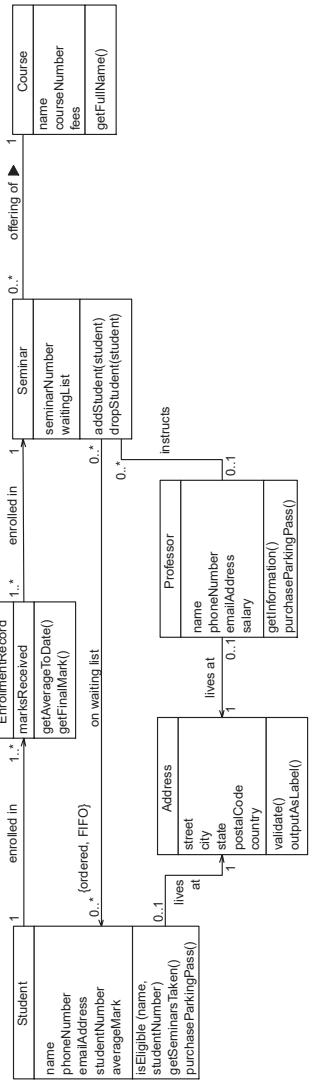 Student
name
phoneNumber
emailAddress
studentNumber
averageMark
isEligible (name,
studentNumber)
getSeminarsTaken()
purchaseParkingPass()
1
enrolled in
1..*
EnrollmentRecord
marksReceived
getAverageToDate()
getFinalMark()
1..*
enrolled in
1
Seminar
seminarNumber
waitingList
addStudent(student)
dropStudent(student)
0..*
offering of ▶
1
Course
name
courseNumber
fees
getFullName()
0..* {ordered, FIFO}
on waiting list
0..*
0..*
instructs
0..1
0..1
lives
at
1
Address
street
city
state
postalCode
country
validate()
outputAsLabel()
1
lives at
0..1
Professor
name
phoneNumber
emailAddress
salary
getInformation()
purchaseParkingPass()